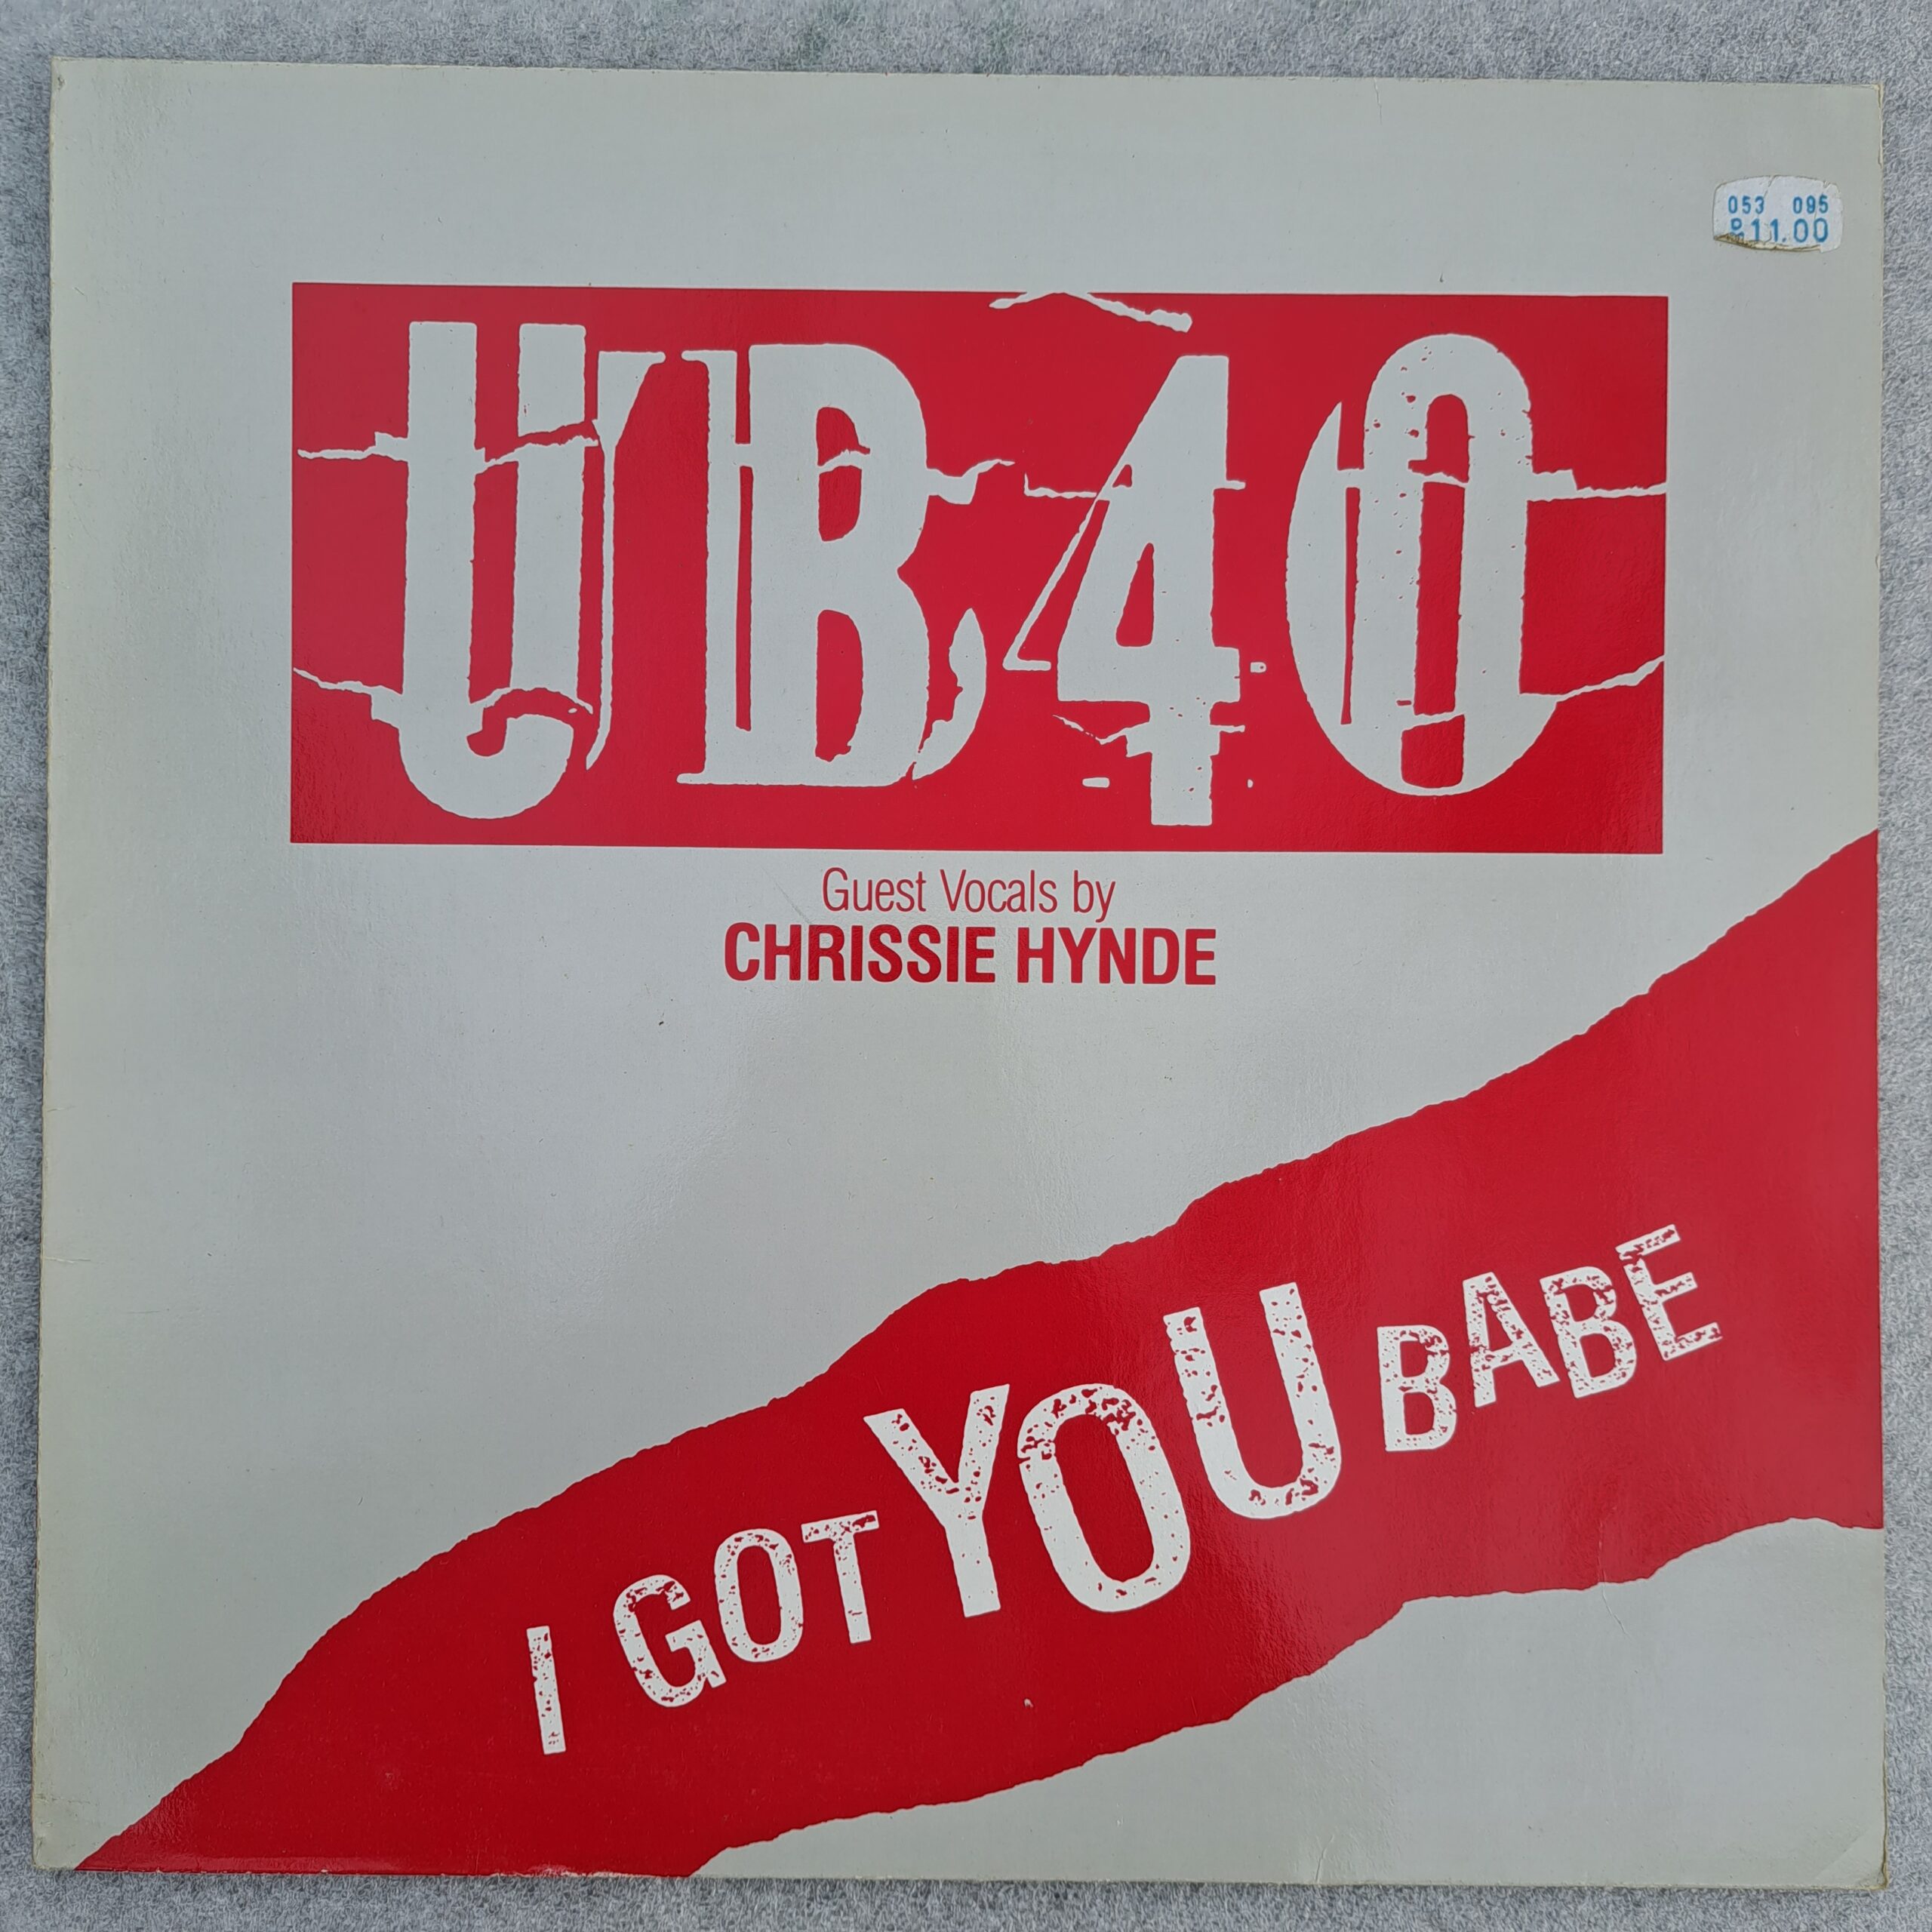 053 095
R11.00
UB40
Guest Vocals by
CHRISSIE HYNDE
I GOT YOU BABE